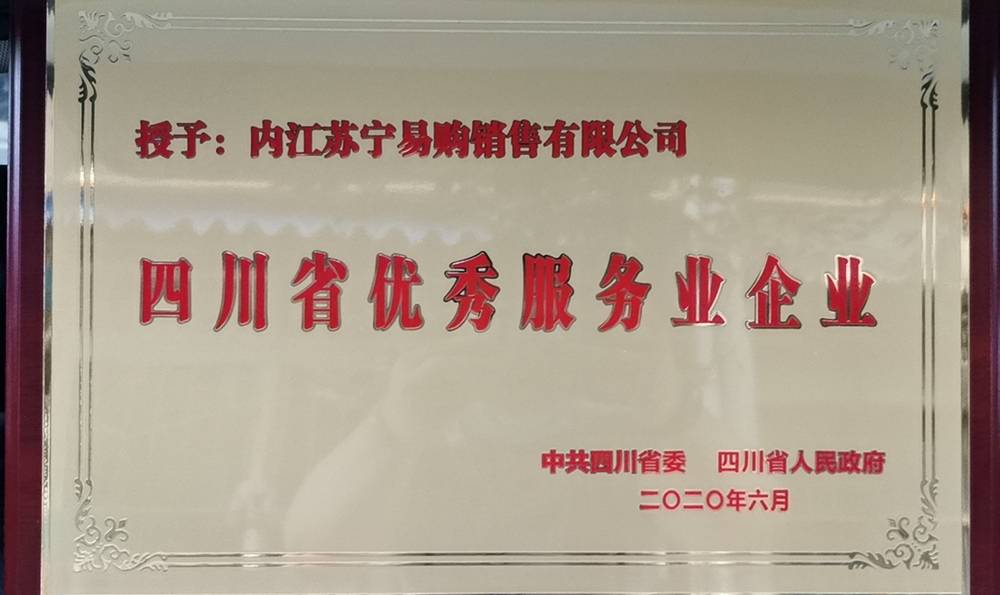 授予：内江苏宁易购销售有限公司
四川省优秀服务业企业
中共四川省委 四川省人民政府
二〇二〇年六月